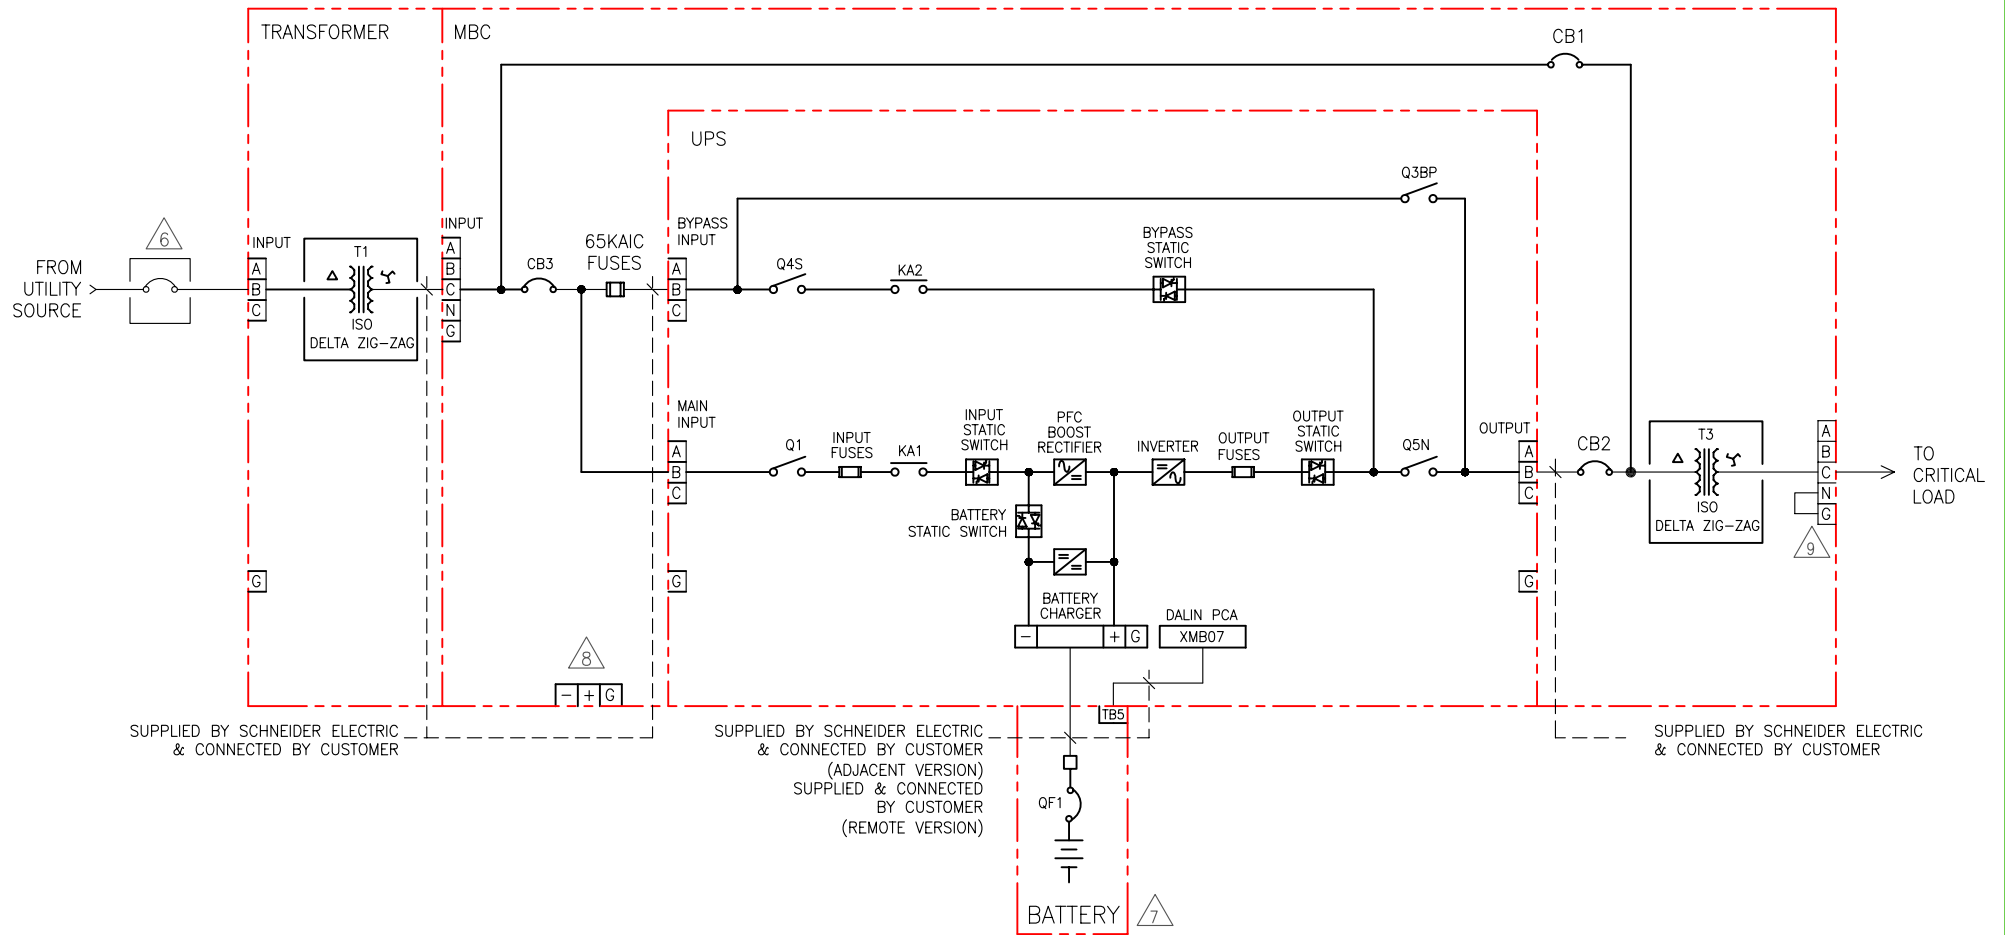 TRANSFORMER
MBC
CB1
UPS
Q3BP
6
INPUT
INPUT
65KAIC
FUSES
BYPASS
INPUT
BYPASS
STATIC
SWITCH
FROM
UTILITY
SOURCE
A
B
C
T1
ISO
DELTA ZIG-ZAG
A
B
C
N
G
CB3
A
B
C
Q4S
KA2
MAIN
INPUT
A
B
C
Q1
INPUT
FUSES
KA1
INPUT
STATIC
SWITCH
PFC
BOOST
RECTIFIER
INVERTER
OUTPUT
FUSES
OUTPUT
STATIC
SWITCH
Q5N
OUTPUT
A
B
C
CB2
T3
ISO
DELTA ZIG-ZAG
A
B
C
N
G
TO
CRITICAL
LOAD
9
BATTERY
STATIC SWITCH
G
G
G
BATTERY
CHARGER
- + G
DALIN PCA
XMB07
8
- + G
TB5
SUPPLIED BY SCHNEIDER ELECTRIC
& CONNECTED BY CUSTOMER
SUPPLIED BY SCHNEIDER ELECTRIC
& CONNECTED BY CUSTOMER
(ADJACENT VERSION)
SUPPLIED & CONNECTED
BY CUSTOMER
(REMOTE VERSION)
SUPPLIED BY SCHNEIDER ELECTRIC
& CONNECTED BY CUSTOMER
QF1
BATTERY
7